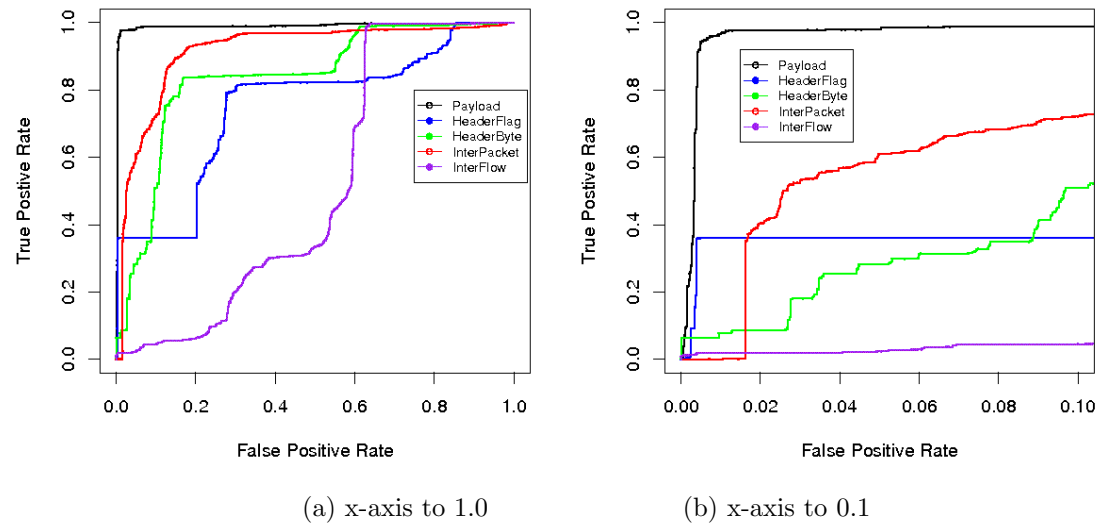 True Postive Rate
0.0 0.2 0.4 0.6 0.8 1.0
Payload
HeaderFlag
HeaderByte
InterPacket
InterFlow
0.0 0.2 0.4 0.6 0.8 1.0
False Positive Rate
(a) x-axis to 1.0
True Postive Rate
0.0 0.2 0.4 0.6 0.8 1.0
Payload
HeaderFlag
HeaderByte
InterPacket
InterFlow
0.00 0.02 0.04 0.06 0.08 0.10
False Positive Rate
(b) x-axis to 0.1